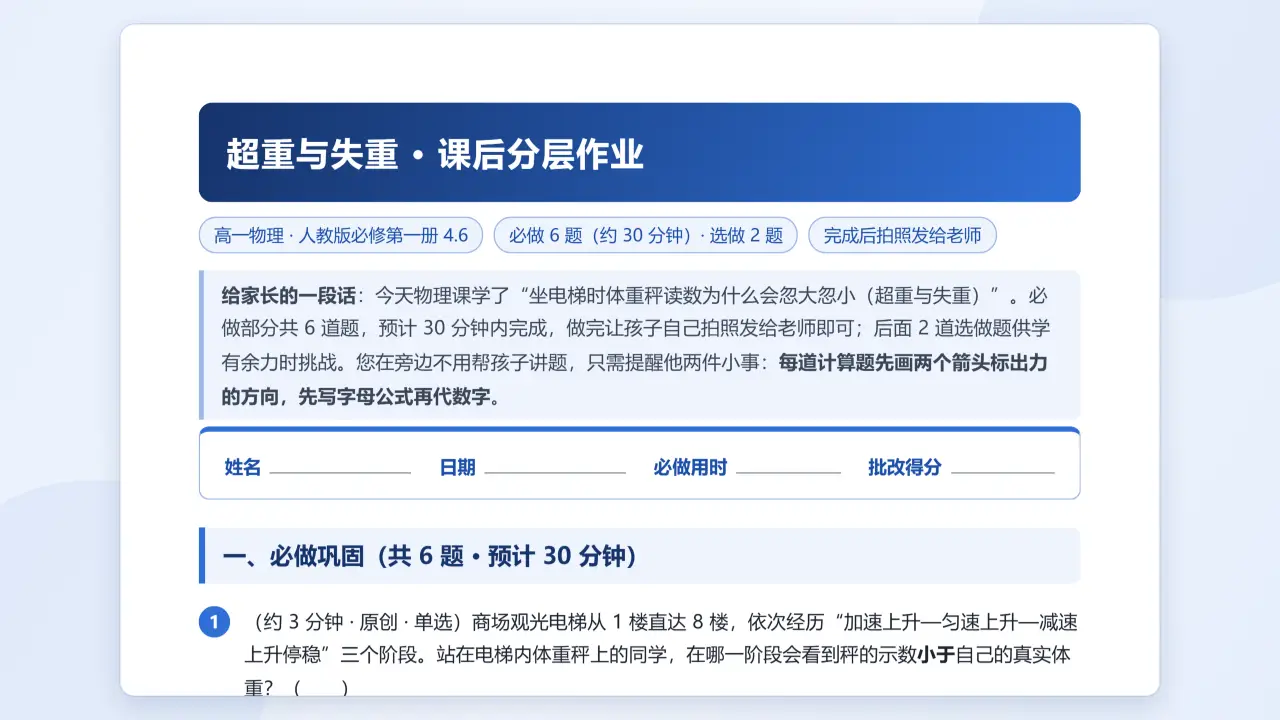 超重与失重 · 课后分层作业
高一物理 · 人教版必修第一册 4.6
必做 6 题（约 30 分钟）· 选做 2 题
完成后拍照发给老师
给家长的一段话：今天物理课学了“坐电梯时体重秤读数为什么会忽大忽小（超重与失重）”。必
做部分共 6 道题，预计 30 分钟内完成，做完让孩子自己拍照发给老师即可；后面 2 道选做题供学
有余力时挑战。您在旁边不用帮孩子讲题，只需提醒他两件小事：每道计算题先画两个箭头标出力
的方向，先写字母公式再代数字。
姓名 ____________ 日期 ____________ 必做用时 _________ 批改得分 _________
一、必做巩固（共 6 题 · 预计 30 分钟）
1 （约 3 分钟 · 原创 · 单选）商场观光电梯从 1 楼直达 8 楼，依次经历“加速上升—匀速上升—减速
上升停稳”三个阶段。站在电梯内体重秤上的同学，在哪一阶段会看到秤的示数小于自己的真实体
重？（　　）